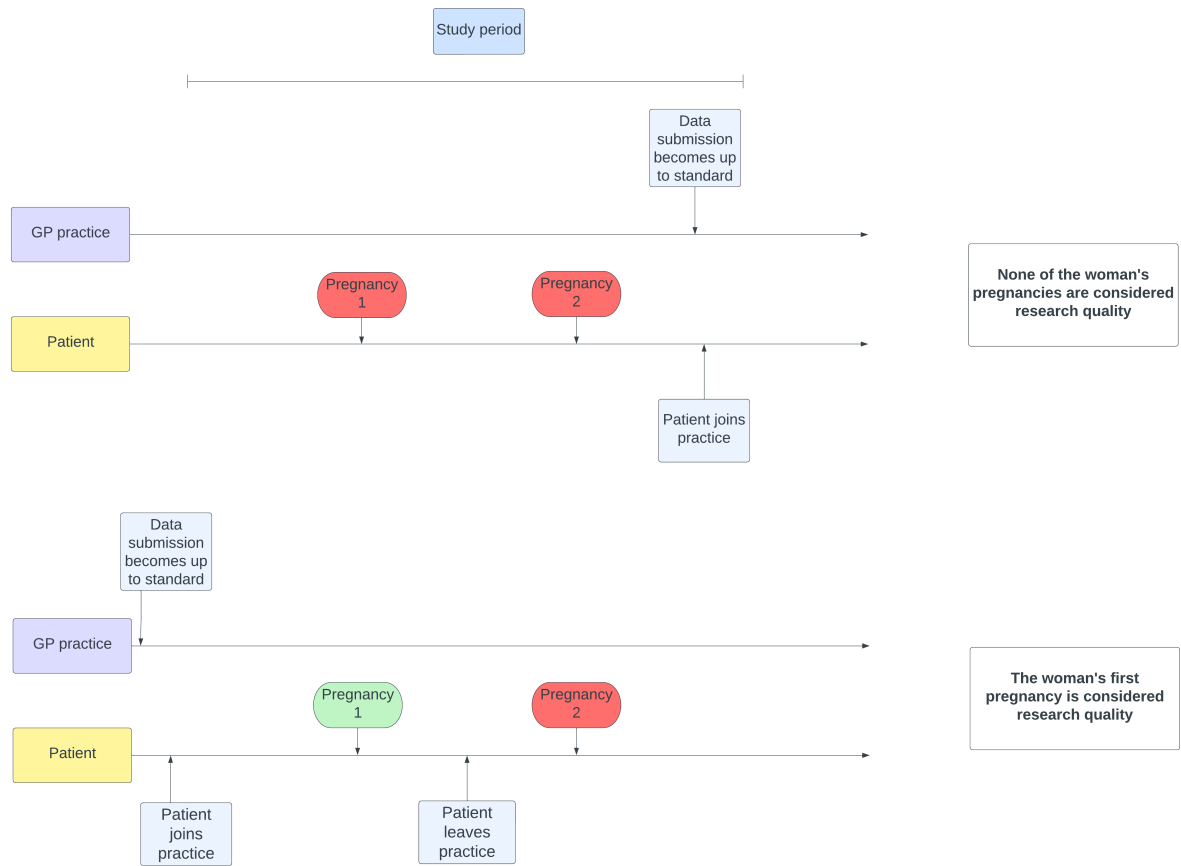 Study period
Data
submission
becomes up
to standard
GP practice
Pregnancy
1
Pregnancy
2
None of the woman's
pregnancies are considered
research quality
Patient
Patient joins
practice
Data
submission
becomes up
to standard
GP practice
Pregnancy
1
Pregnancy
2
The woman's first
pregnancy is considered
research quality
Patient
Patient
joins
practice
Patient
leaves
practice